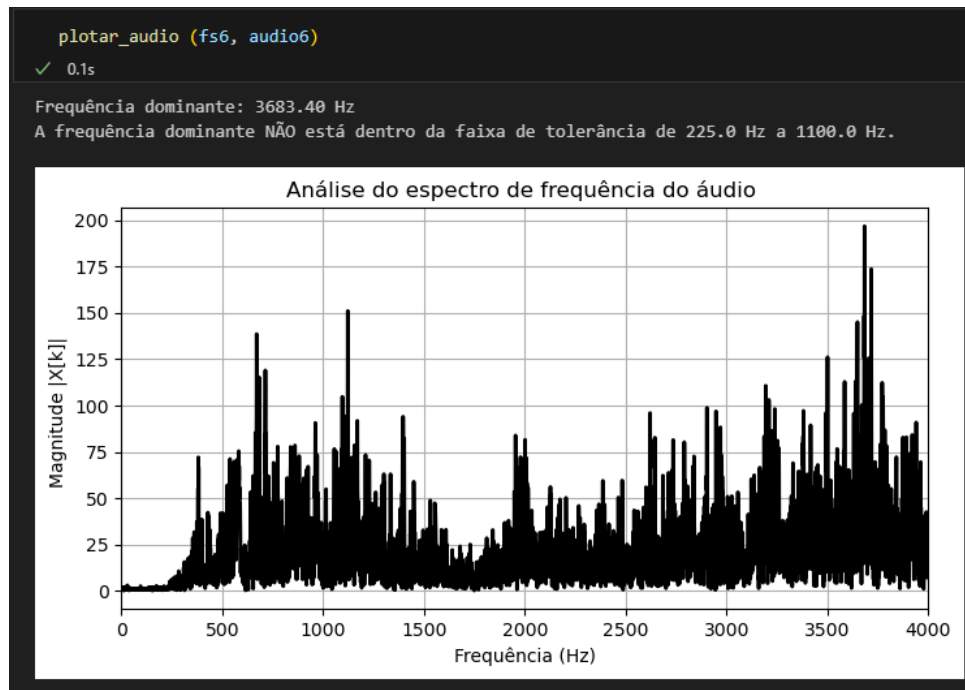 plotar_audio (fs6, audio6)
✓ 0.1s
Frequência dominante: 3683.40 Hz
A frequência dominante NÃO está dentro da faixa de tolerância de 225.0 Hz a 1100.0 Hz.
Análise do espectro de frequência do áudio
200
175
150
125
100
75
50
25
0
Magnitude |X[k]|
0 500 1000 1500 2000 2500 3000 3500 4000
Frequência (Hz)